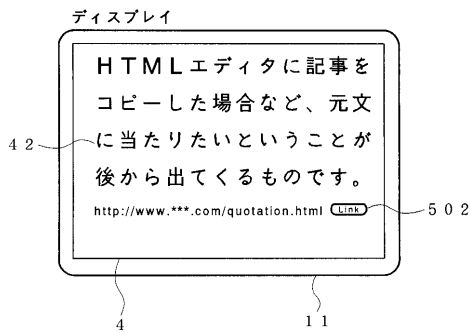 ディスプレイ
HTMLエディタに記事を
コピーした場合など、元文
に当たりたいということが
後から出てくるものです。
http://www.***.com/quotation.html Link
42
502
4
11